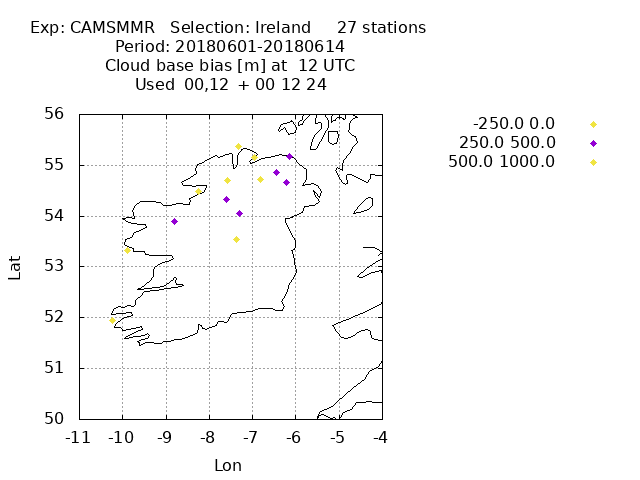 Exp: CAMSMMR   Selection: Ireland     27 stations
Period: 20180601-20180614
Cloud base bias [m] at  12 UTC
Used  00,12  + 00 12 24
-250.0 0.0
250.0 500.0
500.0 1000.0
56
55
54
53
52
51
50
Lat
-11 -10 -9 -8 -7 -6 -5 -4
Lon